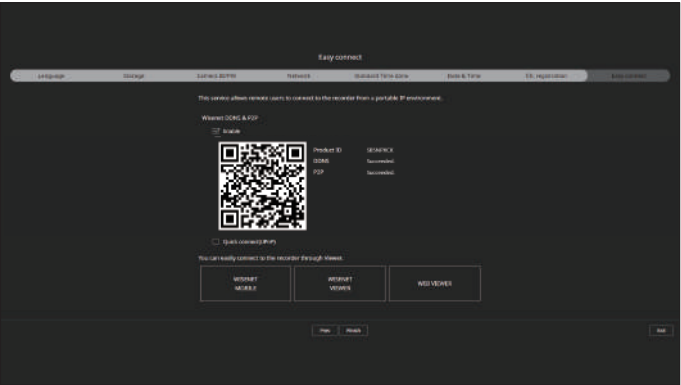 Easy connect
Language Storage Camera ID/PW Network Standard Time zone Date & Time Ch. registration Easy connect
This service allows remote users to connect to the recorder from a portable IP environment.
Wisenet DDNS & P2P
Enable
Product ID
DDNS Succeeded.
P2P Succeeded.
Quick connect(UPnP)
You can easily connect to the recorder through viewer.
WISENET MOBILE
WISENET VIEWER
WEB VIEWER
Prev Finish Exit